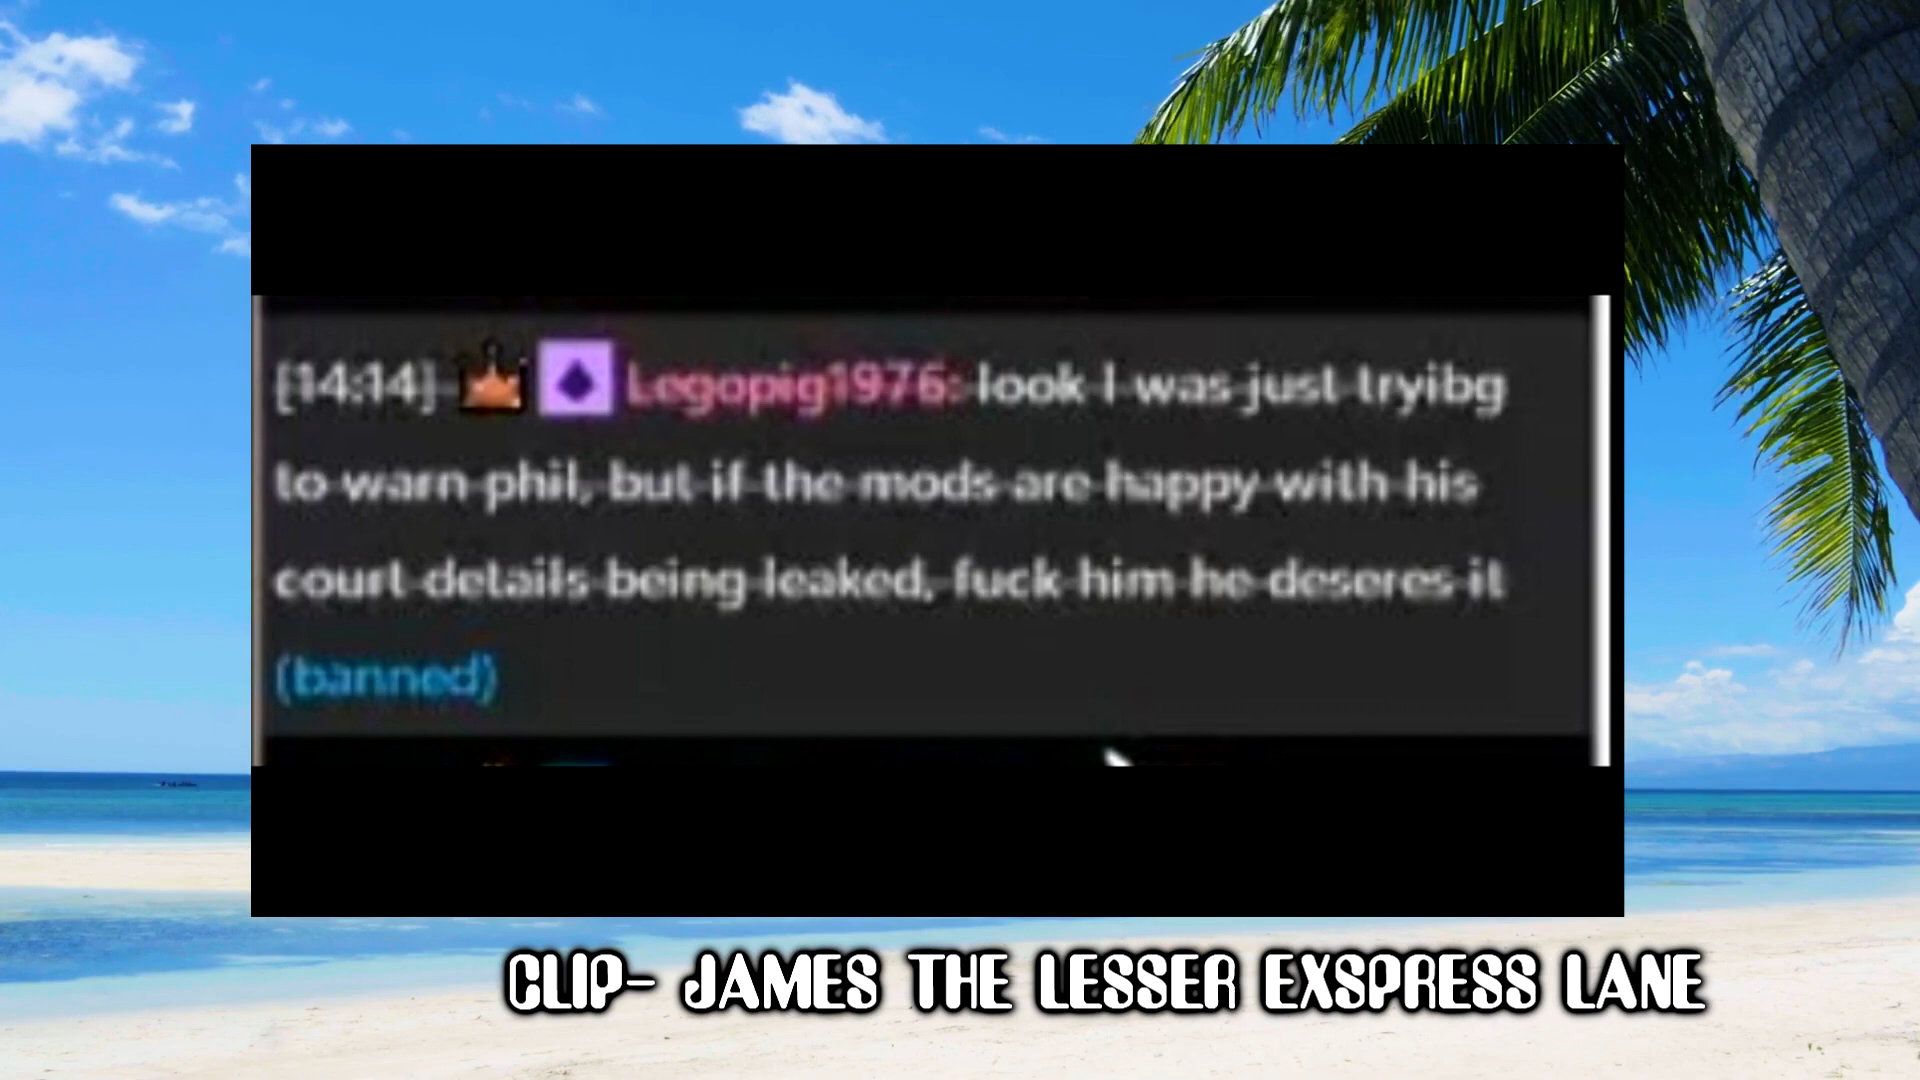 [14:14] Legopig1976: look I was just tryibg
to warn phil, but if the mods are happy with his
court details being leaked, fuck him he deseres it
(banned)
CLIP- JAMES THE LESSER EXSPRESS LANE